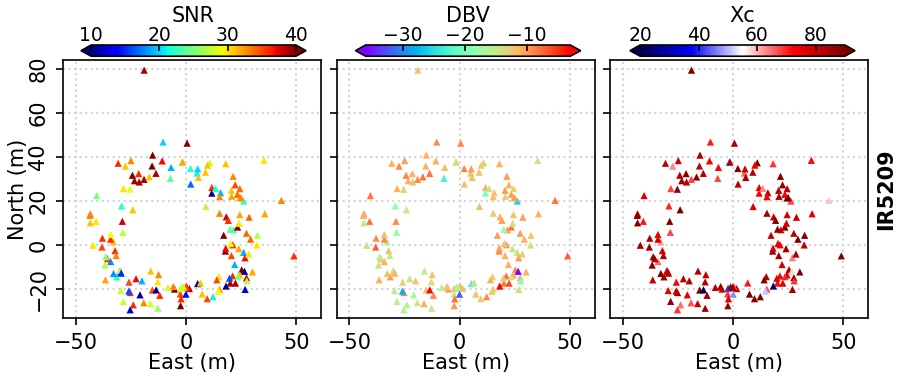 SNR DBV Xc
10 20 30 40 −30 −20 −10 20 40 60 80
80
60
40
20
0
−20
North (m)
IR5209
−50 0 50 −50 0 50 −50 0 50
East (m) East (m) East (m)